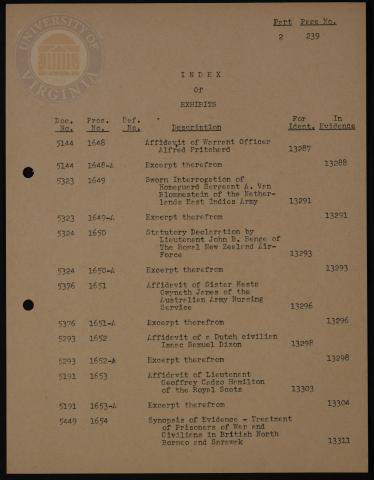 UNIVERSITY OF VIRGINIA
Part Page No.
2 239
INDEX
Of
EXHIBITS
Doc. Pros. Def. For In
No. No. No. Description Ident. Evidence
5144 1648 Affidavit of Warrant Officer
Alfred Pritchard 13287
5144 1648-A Excerpt therefrom 13288
5323 1649 Sworn Interrogation of
Homeguard Sergeant A. Van
Blommestein of the Nether-
lands East Indies Army 13291
5323 1649-A Excerpt therefrom 13291
5324 1650 Statutory Declaration by
Lieutenant John B. Benge of
The Royal New Zealand Air-
Force 13293
5324 1650-A Excerpt therefrom 13293
5376 1651 Affidavit of Sister Nesta
Gwyneth James of the
Australian Army Nursing
Service 13296
5376 1651-A Excerpt therefrom 13296
5293 1652 Affidavit of a Dutch civilian
Isaac Samuel Dixon 13298
5293 1652-A Excerpt therefrom 13298
5191 1653 Affidavit of Lieutenant
Geoffrey Hamilton
of the Royal Scots 13303
5191 1653-A Excerpt therefrom 13304
5449 1654 Synopsis of Evidence - Treatment
of Prisoners of War and
Civilians in British North
Borneo and Sarawak 13311